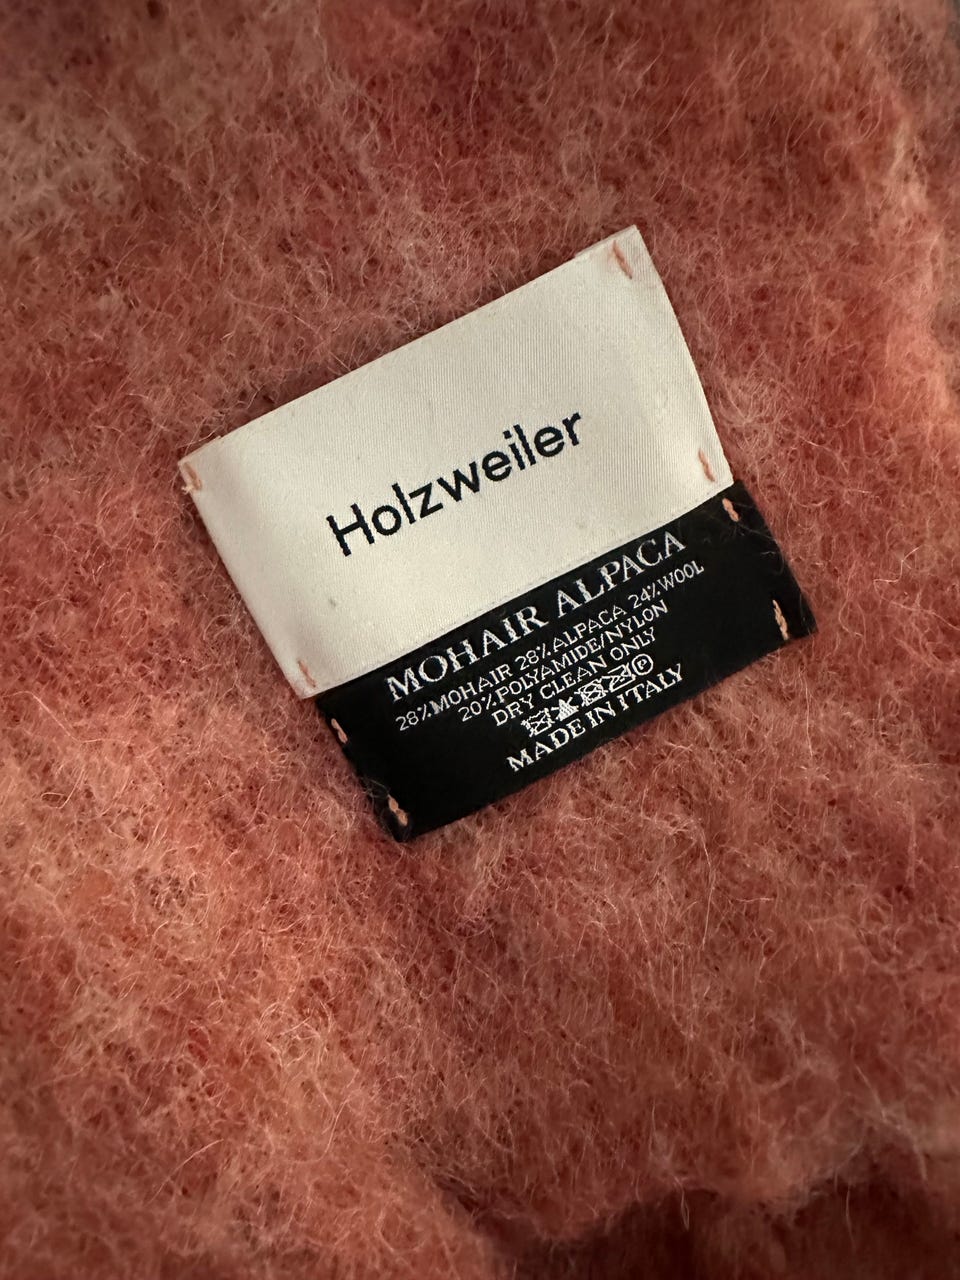 Holzweiler
MOHAIR ALPACA
28%MOHAIR 28%ALPACA 24%WOOL
20%POLYAMIDE/NYLON
DRY CLEAN ONLY
Ⓟ
MADE IN ITALY